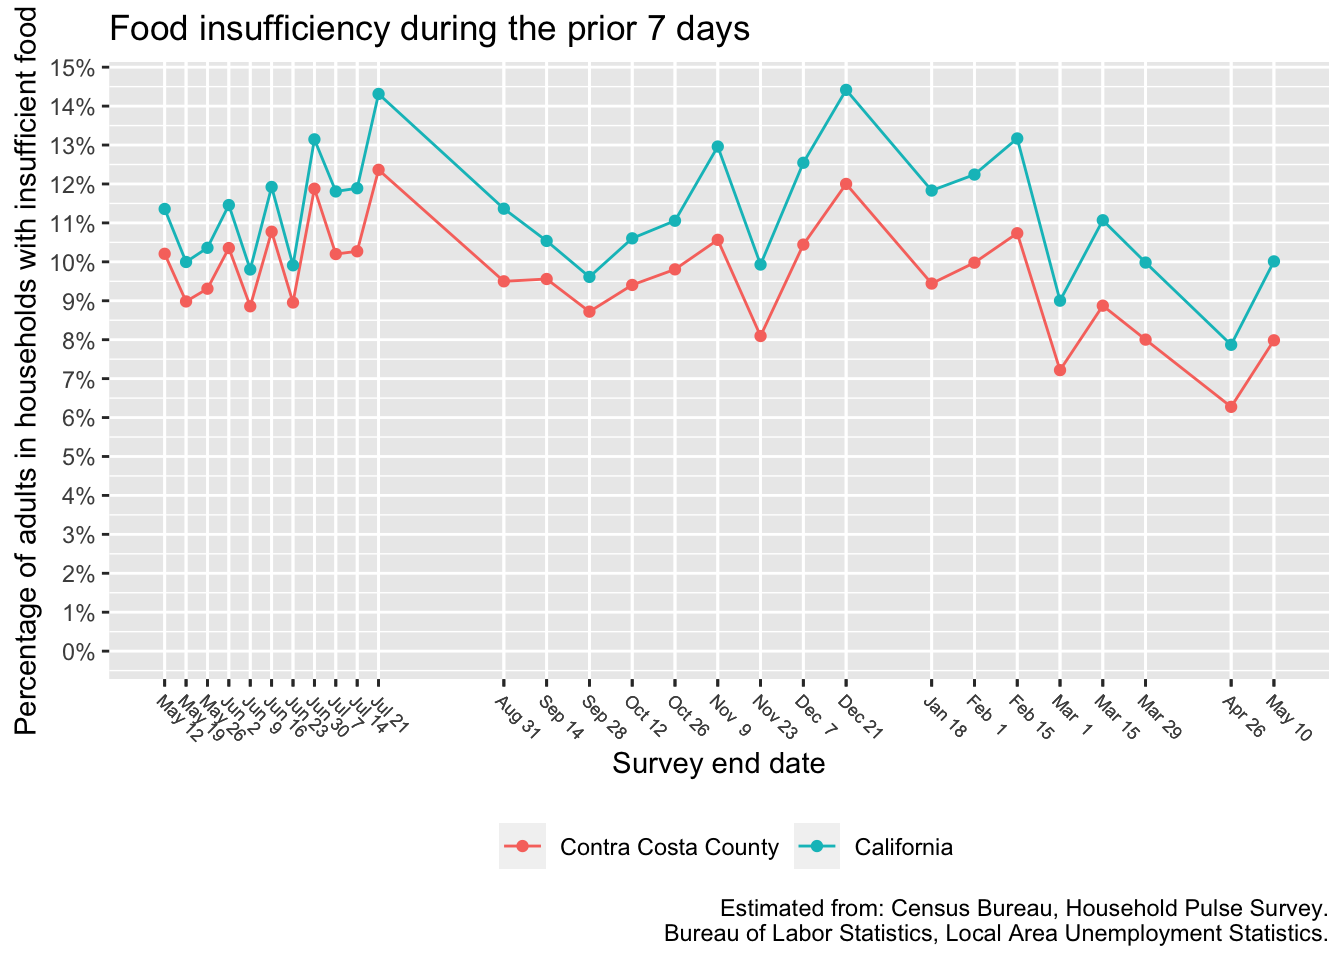 Food insufficiency during the prior 7 days
Percentage of adults in households with insufficient food
15%
14%
13%
12%
11%
10%
9%
8%
7%
6%
5%
4%
3%
2%
1%
0%
May 12
May 19
May 26
Jun 2
Jun 9
Jun 16
Jun 23
Jun 30
Jul 7
Jul 14
Jul 21
Aug 31
Sep 14
Sep 28
Oct 12
Oct 26
Nov 9
Nov 23
Dec 7
Dec 21
Jan 18
Feb 1
Feb 15
Mar 1
Mar 15
Mar 29
Apr 26
May 10
Survey end date
Contra Costa County
California
Estimated from: Census Bureau, Household Pulse Survey.
Bureau of Labor Statistics, Local Area Unemployment Statistics.